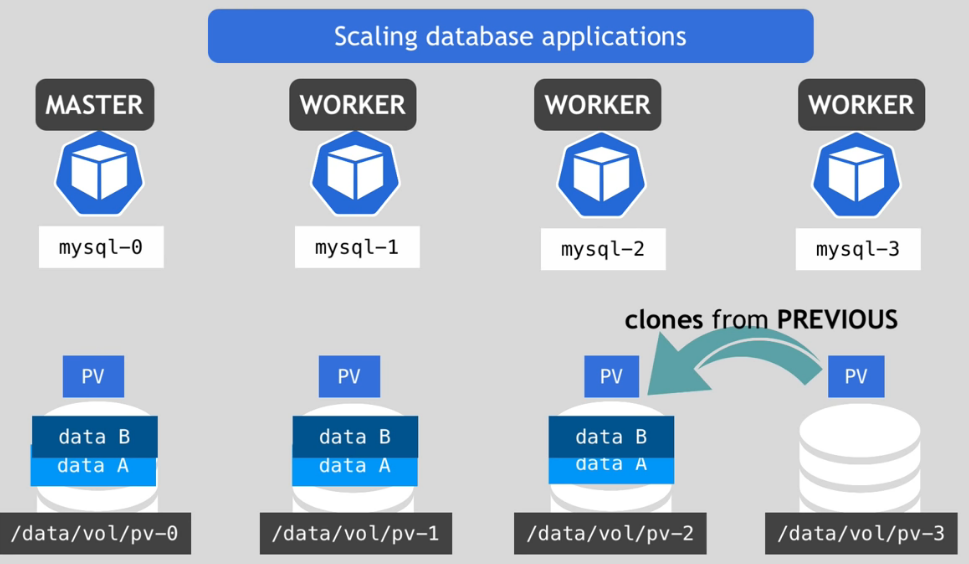 Scaling database applications
MASTER
WORKER
WORKER
WORKER
mysql-0
mysql-1
mysql-2
mysql-3
clones from PREVIOUS
PV
PV
PV
PV
data B
data B
data B
data A
data A
data A
/data/vol/pv-0
/data/vol/pv-1
/data/vol/pv-2
/data/vol/pv-3